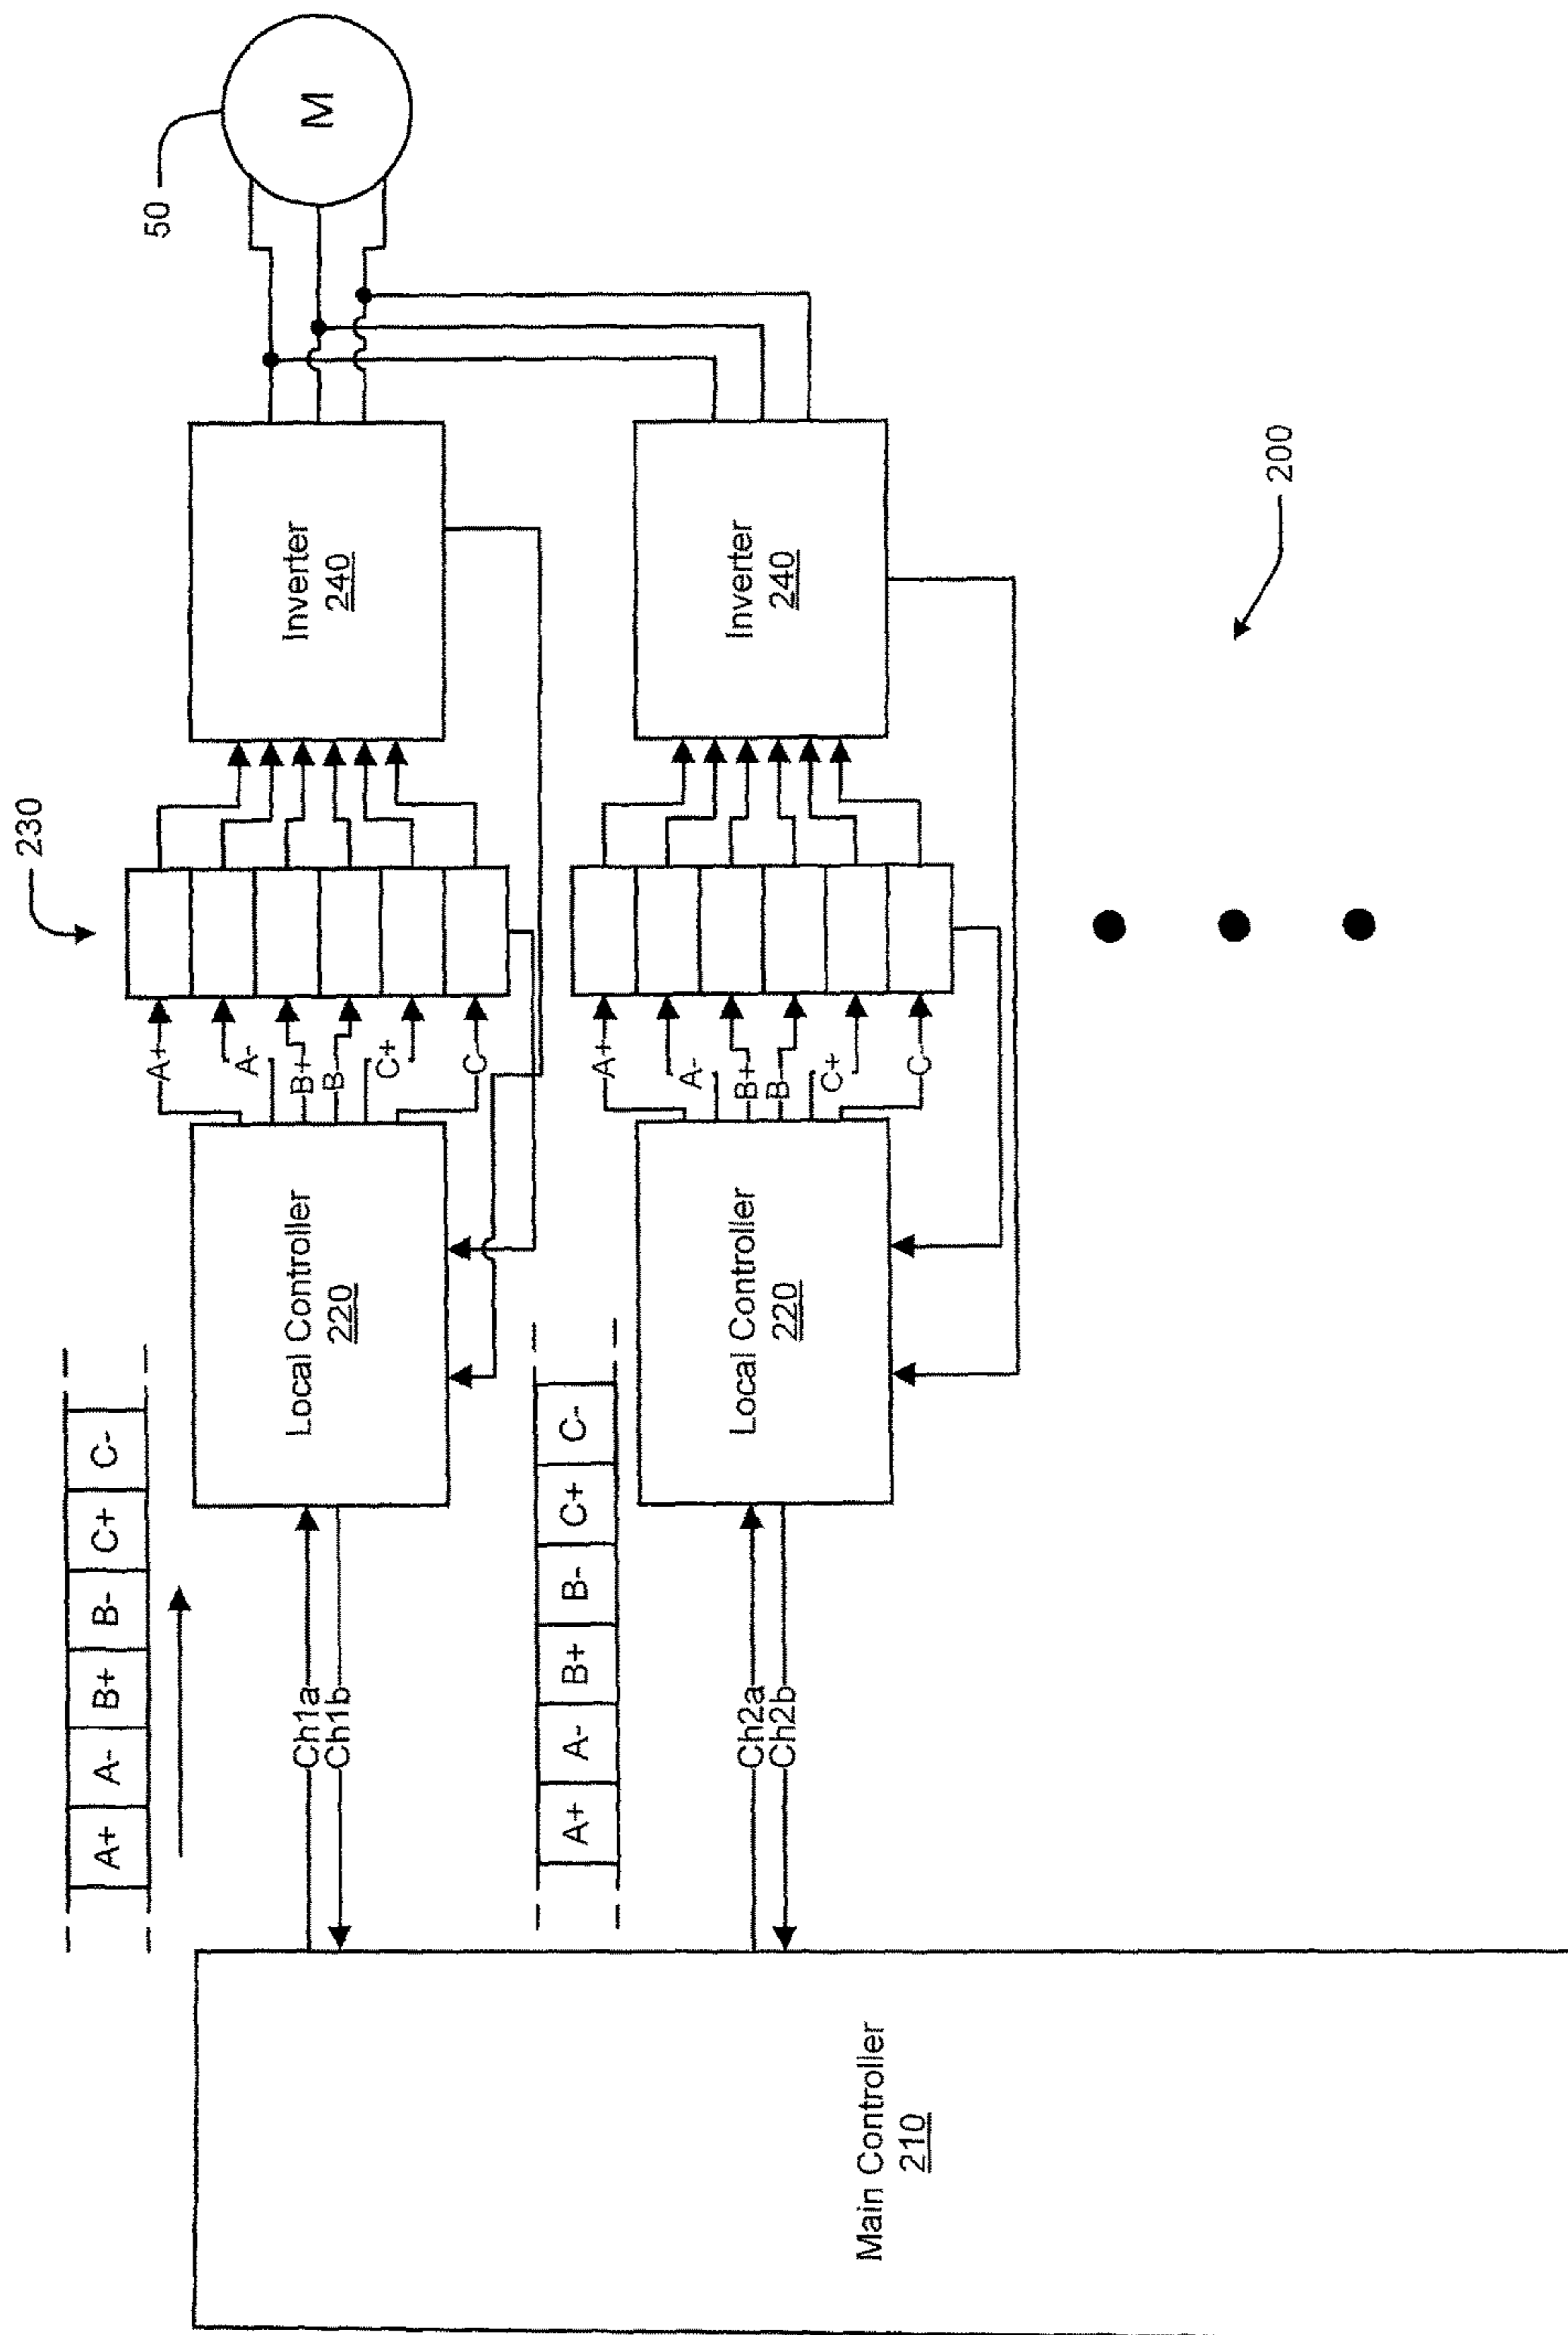 A+ A- B+ B- C+ C-
230
50
Main Controller
210
Ch1a
Ch1b
Local Controller
220
A+
A-
B+
B-
C+
C-
Inverter
240
M
A+ A- B+ B- C+ C-
Ch2a
Ch2b
Local Controller
220
A+
A-
B+
B-
C+
C-
Inverter
240
200